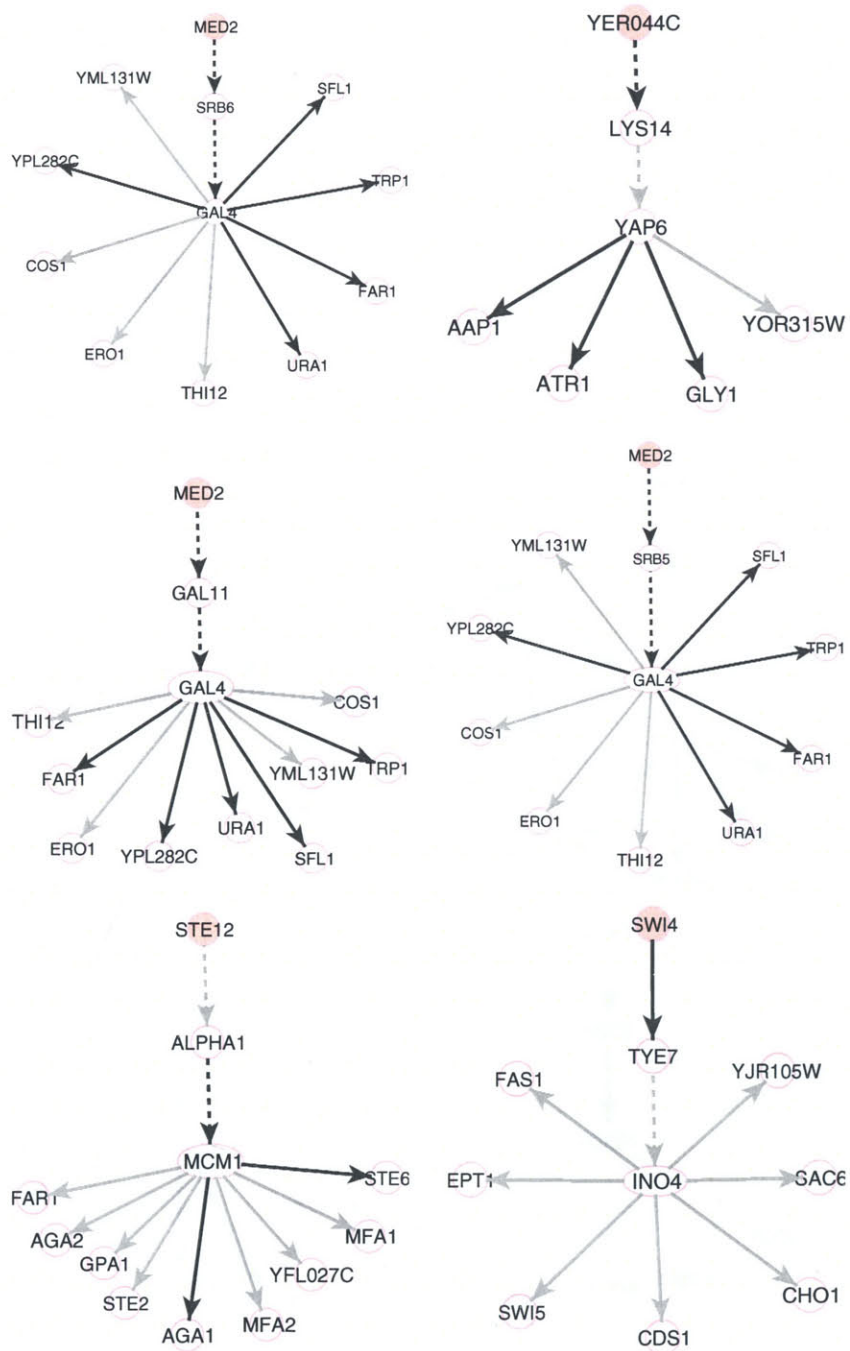 MED2
YML131W
SRB6
SFL1
YPL282C
TRP1
GAL4
COS1
FAR1
ERO1
THI12
URA1
YER044C
LYS14
YAP6
AAP1
YOR315W
ATR1
GLY1
MED2
GAL11
GAL4
COS1
THI12
FAR1
YML131W
TRP1
URA1
ERO1
YPL282C
SFL1
MED2
YML131W
SRB5
SFL1
YPL282C
TRP1
GAL4
COS1
FAR1
ERO1
URA1
THI12
STE12
ALPHA1
MCM1
STE6
FAR1
AGA2
MFA1
GPA1
YFL027C
STE2
MFA2
AGA1
SWI4
TYE7
FAS1
YJR105W
EPT1
INO4
SAC6
SWI5
CHO1
CDS1